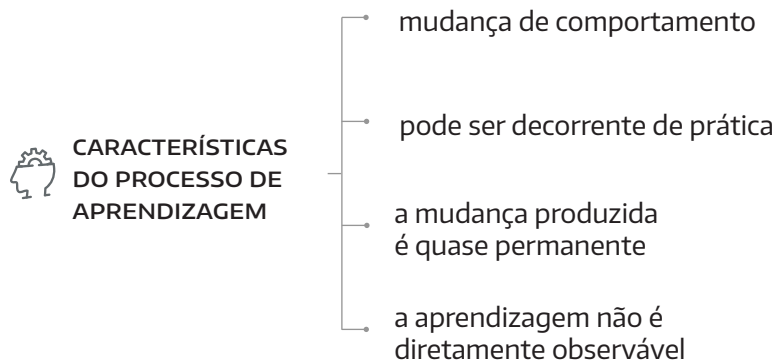 CARACTERÍSTICAS
DO PROCESSO DE
APRENDIZAGEM
mudança de comportamento
pode ser decorrente de prática
a mudança produzida
é quase permanente
a aprendizagem não é
diretamente observável